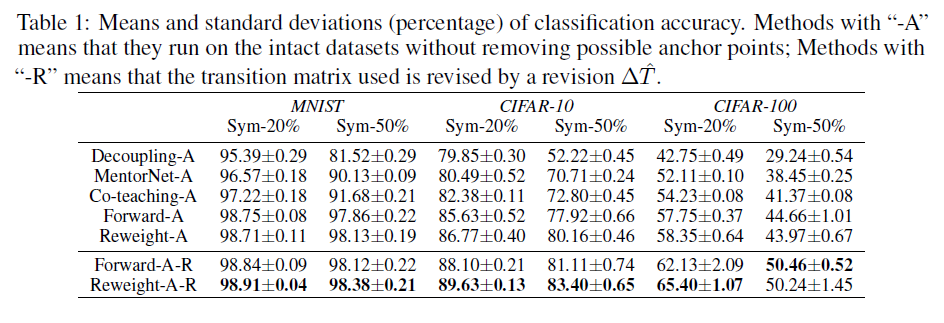 Table 1: Means and standard deviations (percentage) of classification accuracy. Methods with “-A”
means that they run on the intact datasets without removing possible anchor points; Methods with
“-R” means that the transition matrix used is revised by a revision ΔT̂.
MNIST CIFAR-10 CIFAR-100
Sym-20% Sym-50% Sym-20% Sym-50% Sym-20% Sym-50%
Decoupling-A 95.39±0.29 81.52±0.29 79.85±0.30 52.22±0.45 42.75±0.49 29.24±0.54
MentorNet-A 96.57±0.18 90.13±0.09 80.49±0.52 70.71±0.24 52.11±0.10 38.45±0.25
Co-teaching-A 97.22±0.18 91.68±0.21 82.38±0.11 72.80±0.45 54.23±0.08 41.37±0.08
Forward-A 98.75±0.08 97.86±0.22 85.63±0.52 77.92±0.66 57.75±0.37 44.66±1.01
Reweight-A 98.71±0.11 98.13±0.19 86.77±0.40 80.16±0.46 58.35±0.64 43.97±0.67
Forward-A-R 98.84±0.09 98.12±0.22 88.10±0.21 81.11±0.74 62.13±2.09 50.46±0.52
Reweight-A-R 98.91±0.04 98.38±0.21 89.63±0.13 83.40±0.65 65.40±1.07 50.24±1.45